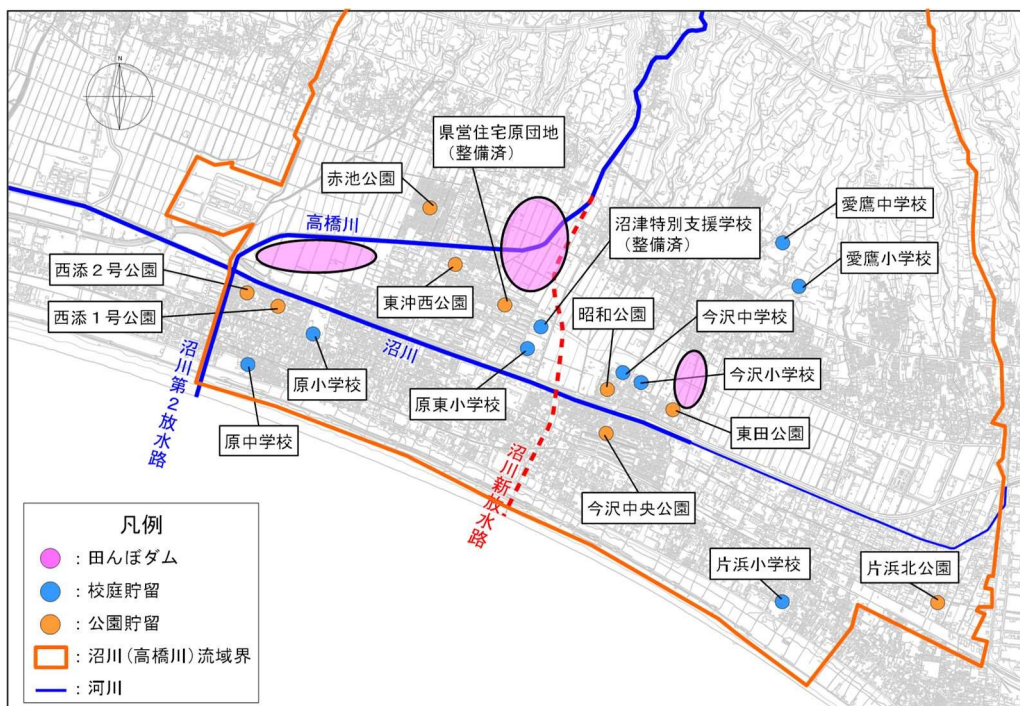 N
県営住宅原団地
（整備済）
赤池公園
高橋川
沼津特別支援学校
（整備済）
愛鷹中学校
愛鷹小学校
西添２号公園
西添１号公園
東沖西公園
昭和公園
今沢中学校
沼川
今沢小学校
原小学校
原東小学校
東田公園
原中学校
沼川第２放水路
沼川新放水路
今沢中央公園
片浜小学校
片浜北公園
凡例
：田んぼダム
：校庭貯留
：公園貯留
：沼川（高橋川）流域界
：河川